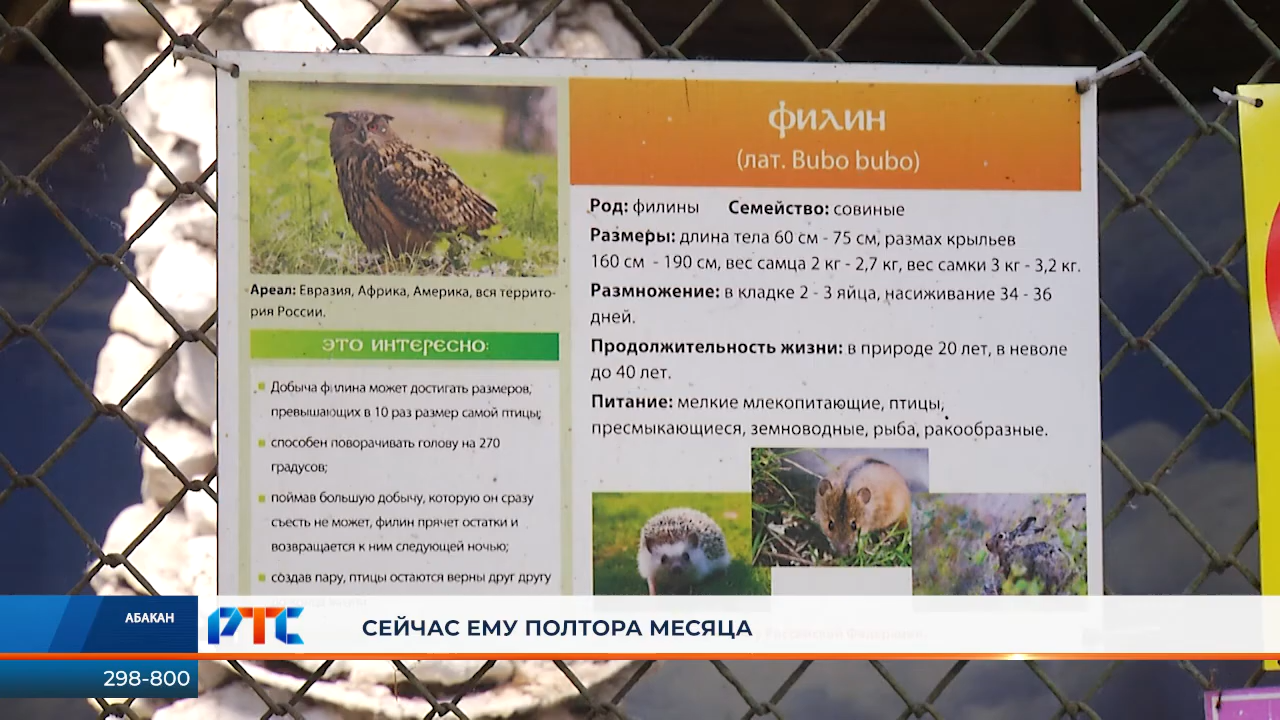 филин
(лат. Bubo bubo)
Род: филины Семейство: совиные
Размеры: длина тела 60 см - 75 см, размах крыльев
160 см - 190 см, вес самца 2 кг - 2,7 кг, вес самки 3 кг - 3,2 кг.
Размножение: в кладке 2 - 3 яйца, насиживание 34 - 36
дней.
Продолжительность жизни: в природе 20 лет, в неволе
до 40 лет.
Питание: мелкие млекопитающие, птицы,
пресмыкающиеся, земноводные, рыба, ракообразные.
Ареал: Евразия, Африка, Америка, вся террито-
рия России.
ЭТО ИНТЕРЕСНО:
Добыча филина может достигать размеров,
превышающих в 10 раз размер самой птицы;
способен поворачивать голову на 270
градусов;
поймав большую добычу, которую он сразу
съесть не может, филин прячет остатки и
возвращается к ним следующей ночью;
создав пару, птицы остаются верны друг другу
АБАКАН
РТС
СЕЙЧАС ЕМУ ПОЛТОРА МЕСЯЦА
298-800